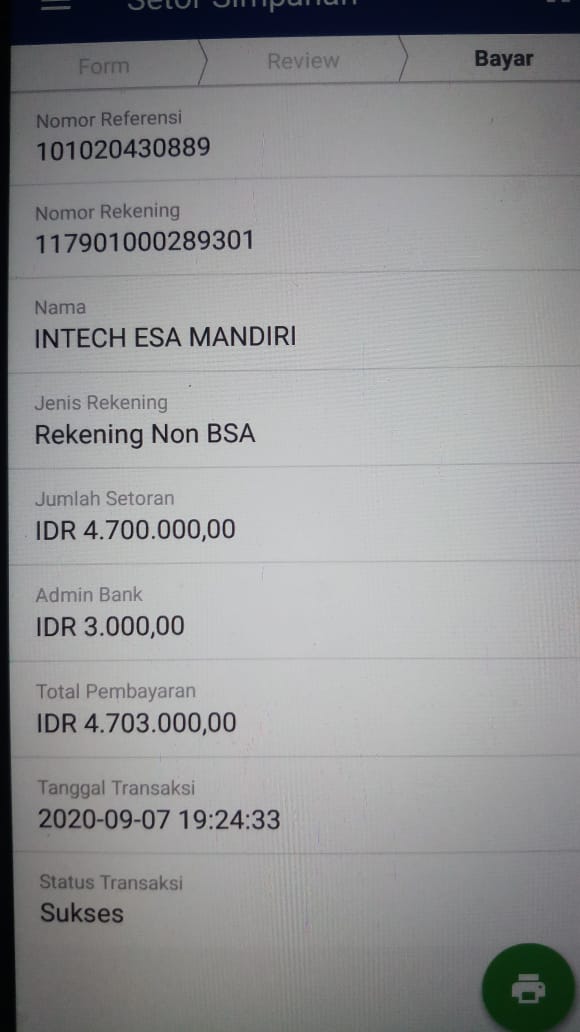 Setor Simpanan
Form
Review
Bayar
Nomor Referensi
101020430889
Nomor Rekening
117901000289301
Nama
INTECH ESA MANDIRI
Jenis Rekening
Rekening Non BSA
Jumlah Setoran
IDR 4.700.000,00
Admin Bank
IDR 3.000,00
Total Pembayaran
IDR 4.703.000,00
Tanggal Transaksi
2020-09-07 19:24:33
Status Transaksi
Sukses